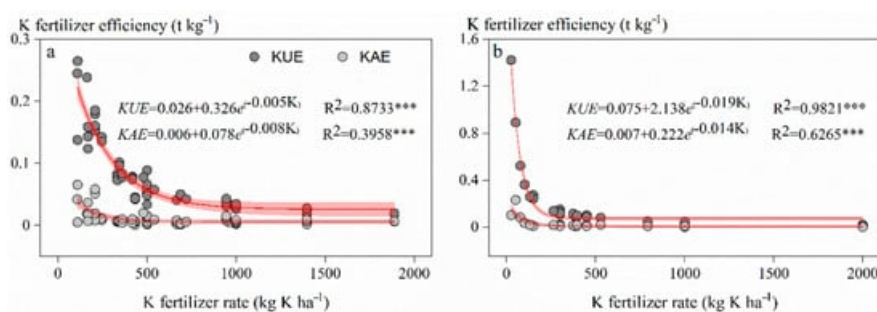 K fertilizer efficiency (t kg⁻¹)
0.3
a
KUE
KAE
KUE=0.026+0.326e(-0.005K) R²=0.8733***
0.2
KAE=0.006+0.078e(-0.008K) R²=0.3958***
0.1
0
0 500 1000 1500 2000
K fertilizer rate (kg K ha⁻¹)
K fertilizer efficiency (t kg⁻¹)
1.6
b
1.2
KUE=0.075+2.138e(-0.019K) R²=0.9821***
KAE=0.007+0.222e(-0.014K) R²=0.6265***
0.8
0.4
0
0 500 1000 1500 2000
K fertilizer rate (kg K ha⁻¹)